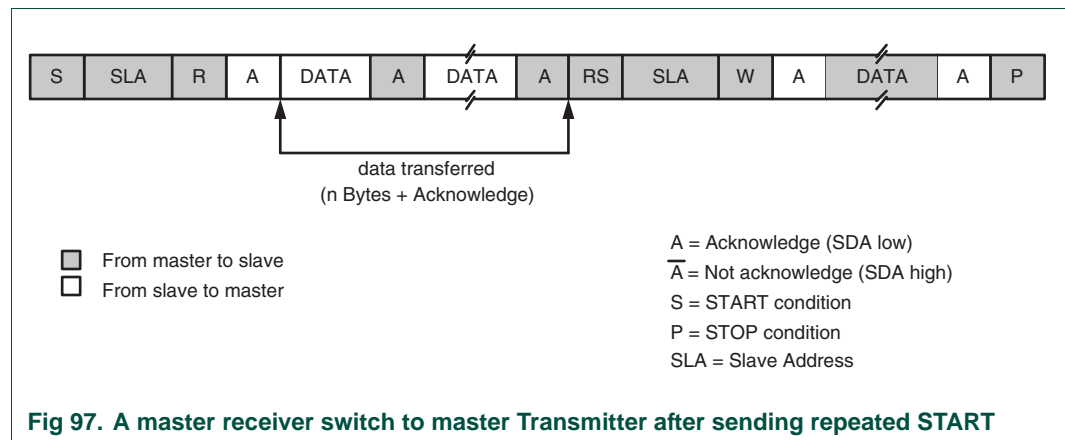 S SLA R A DATA A DATA A RS SLA W A DATA A P
data transferred
(n Bytes + Acknowledge)
From master to slave
From slave to master
A = Acknowledge (SDA low)
A̅ = Not acknowledge (SDA high)
S = START condition
P = STOP condition
SLA = Slave Address
Fig 97. A master receiver switch to master Transmitter after sending repeated START